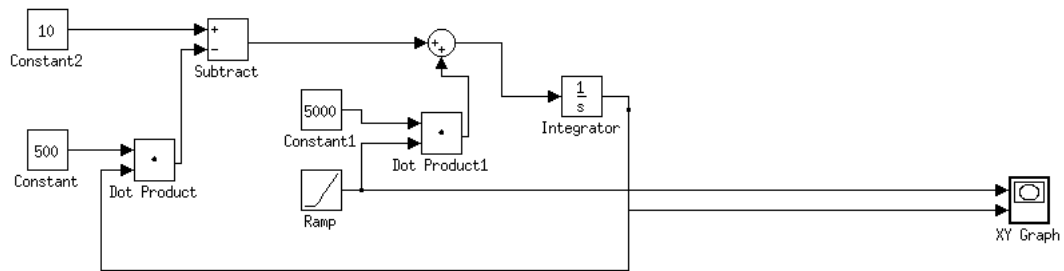 10
Constant2
+
−
Subtract
+
+
500
Constant
Dot Product
5000
Constant1
Dot Product1
1
s
Integrator
Ramp
XY Graph